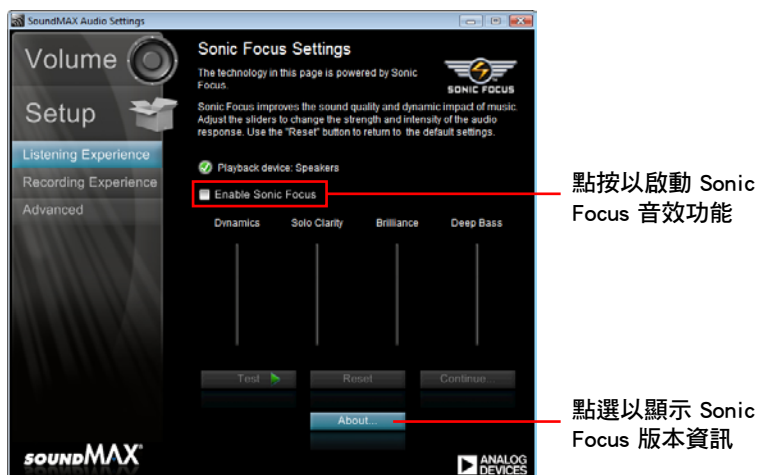 SoundMAX Audio Settings
Volume
Setup
Listening Experience
Recording Experience
Advanced
Sonic Focus Settings
The technology in this page is powered by Sonic
Focus.
SONIC FOCUS
Sonic Focus improves the sound quality and dynamic impact of music.
Adjust the sliders to change the strength and intensity of the audio
response. Use the "Reset" button to return to the default settings.
Playback device: Speakers
Enable Sonic Focus
Dynamics Solo Clarity Brilliance Deep Bass
Test Reset Continue...
About...
SOUNDMAX
ANALOG
DEVICES
點按以啟動 Sonic
Focus 音效功能
點選以顯示 Sonic
Focus 版本資訊